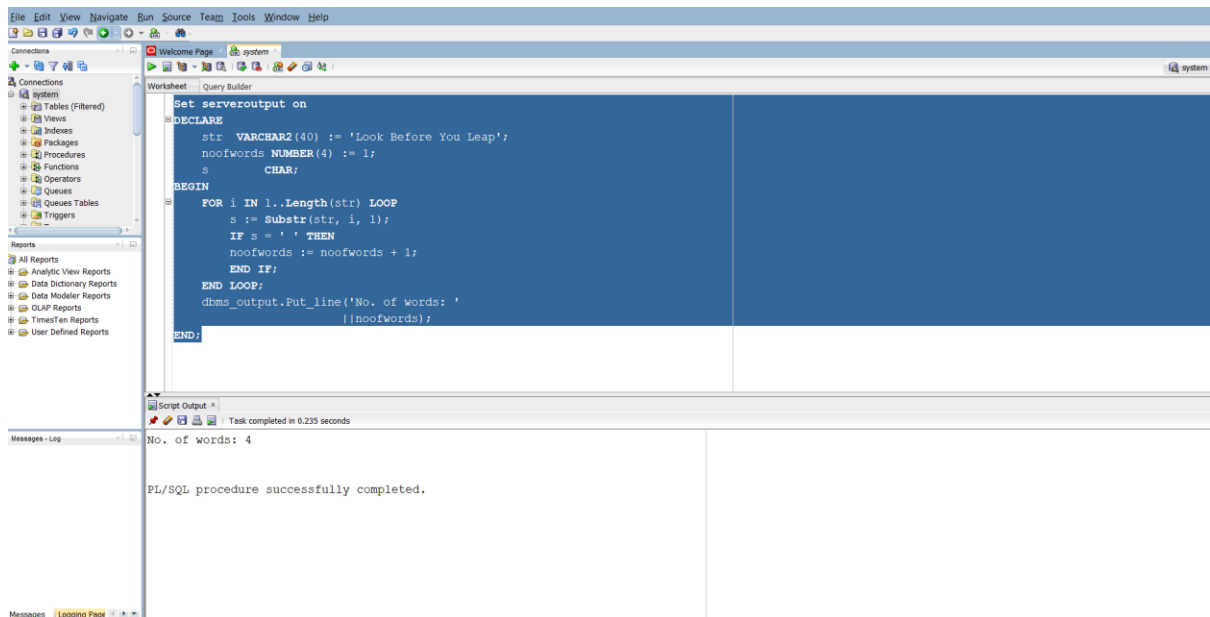 File Edit View Navigate Run Source Team Tools Window Help
Connections
Welcome Page
system
system
Connections
system
Tables (Filtered)
Views
Indexes
Packages
Procedures
Functions
Operators
Queues
Queues Tables
Triggers
Reports
All Reports
Analytic View Reports
Data Dictionary Reports
Data Modeler Reports
OLAP Reports
TimesTen Reports
User Defined Reports
Messages - Log
Messages Logging Page
Worksheet Query Builder
Set serveroutput on
DECLARE
str VARCHAR2(40) := 'Look Before You Leap';
noofwords NUMBER(4) := 1;
s CHAR;
BEGIN
FOR i IN 1..Length(str) LOOP
s := Substr(str, i, 1);
IF s = ' ' THEN
noofwords := noofwords + 1;
END IF;
END LOOP;
dbms_output.Put_line('No. of words: '
||noofwords);
END;
Script Output
Task completed in 0.235 seconds
No. of words: 4
PL/SQL procedure successfully completed.